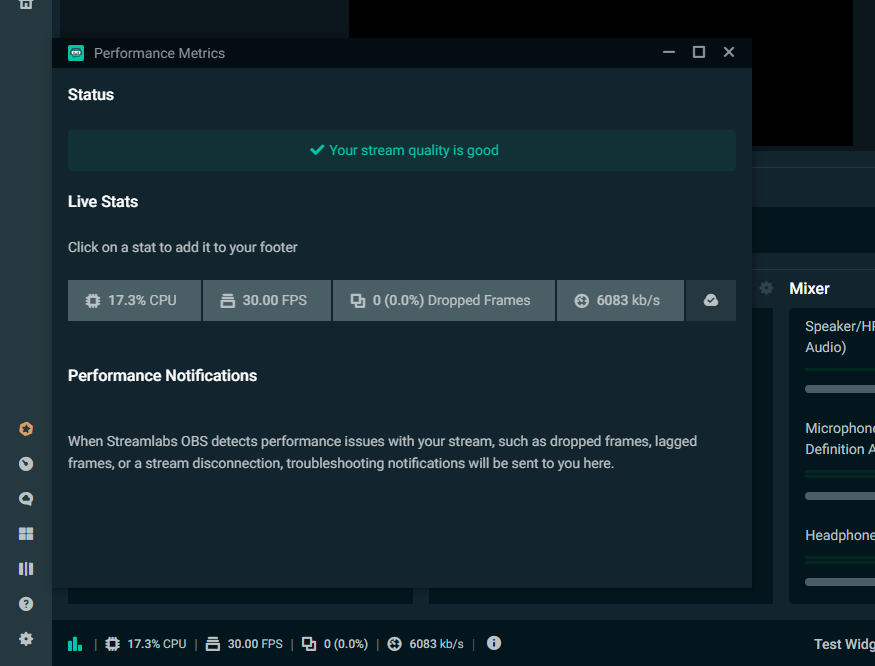 Performance Metrics
Status
Your stream quality is good
Live Stats
Click on a stat to add it to your footer
17.3% CPU
30.00 FPS
0 (0.0%) Dropped Frames
6083 kb/s
Mixer
Speaker/HP
Audio)
Performance Notifications
When Streamlabs OBS detects performance issues with your stream, such as dropped frames, lagged
frames, or a stream disconnection, troubleshooting notifications will be sent to you here.
Microphone
Definition A
Headphone
17.3% CPU | 30.00 FPS | 0 (0.0%) | 6083 kb/s |
Test Widg